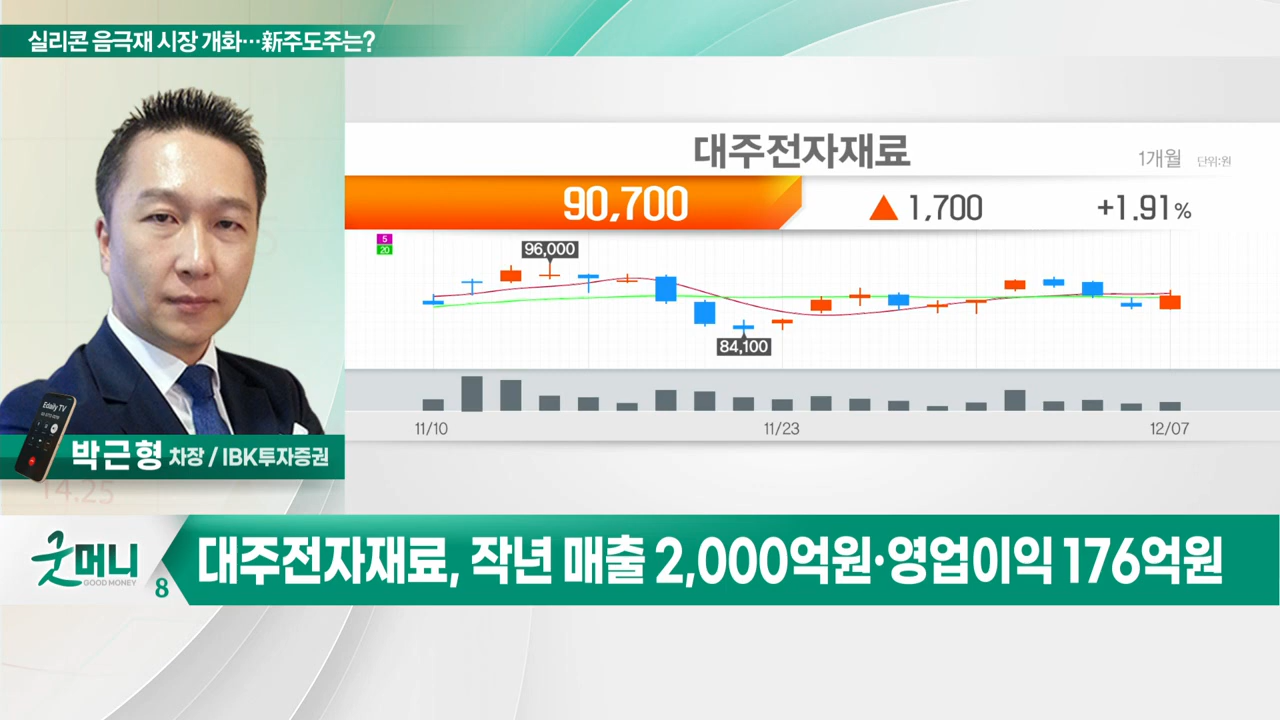 실리콘 음극재 시장 개화…新주도주는?
대주전자재료
1개월 단위:원
90,700 ▲ 1,700 +1.91%
5
20
96,000
84,100
11/10 11/23 12/07
Edaily TV
박근형 차장 / IBK투자증권
14.25
굿머니
GOOD MONEY
8
대주전자재료, 작년 매출 2,000억원·영업이익 176억원